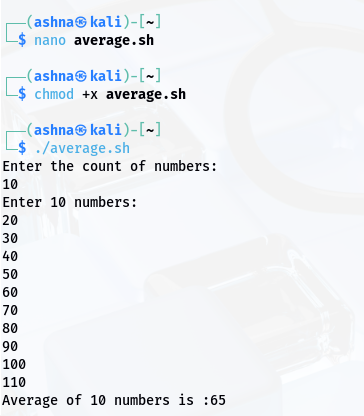 ┌──(ashna㉿kali)-[~]
└─$ nano average.sh
┌──(ashna㉿kali)-[~]
└─$ chmod +x average.sh
┌──(ashna㉿kali)-[~]
└─$ ./average.sh
Enter the count of numbers:
10
Enter 10 numbers:
20
30
40
50
60
70
80
90
100
110
Average of 10 numbers is :65